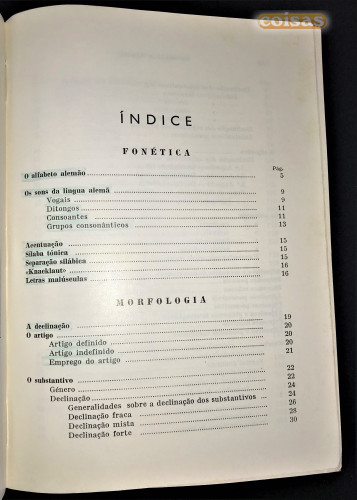 coisas
ÍNDICE
FONÉTICA
Pág.
O alfabeto alemão 5
Os sons da língua alemã 9
Vogais 9
Ditongos 11
Consoantes 11
Grupos consonânticos 13
Acentuação 15
Sílaba tónica 15
Separação silábica 15
«Knacklaut» 16
Letras maiúsculas 16
MORFOLOGIA
A declinação 19
O artigo 20
Artigo definido 20
Artigo indefinido 20
Emprego do artigo 21
O substantivo 22
Género 22
Declinação 24
Generalidades sobre a declinação dos substantivos 24
Declinação fraca 26
Declinação mista 28
Declinação forte 30